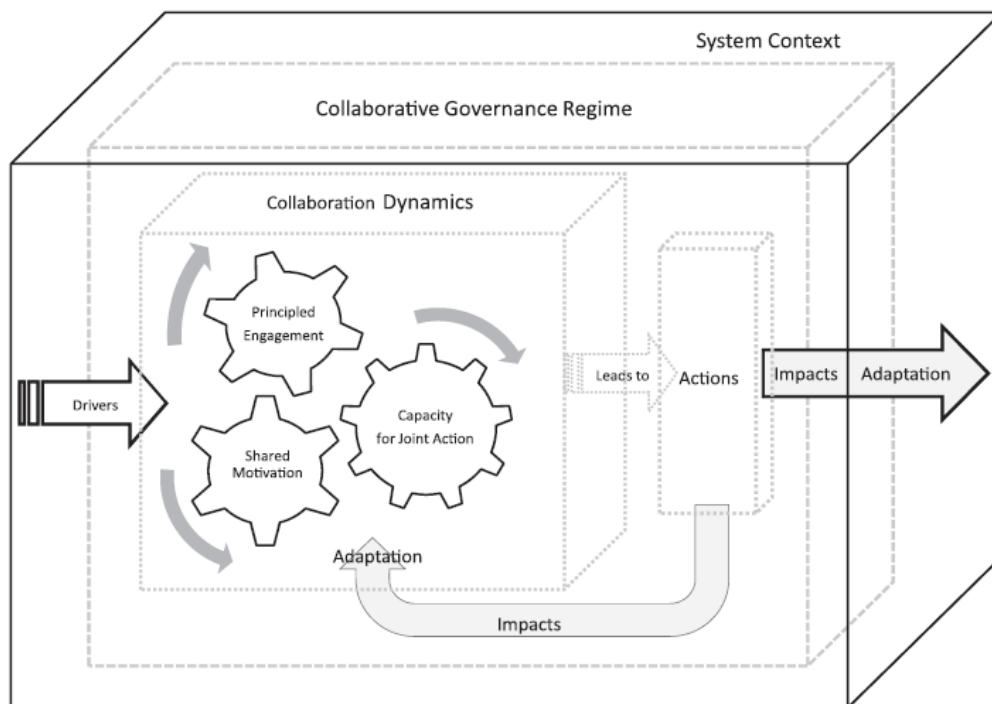 System Context
Collaborative Governance Regime
Collaboration Dynamics
Principled
Engagement
Drivers
Shared
Motivation
Capacity
for Joint Action
Leads to
Actions
Impacts
Adaptation
Adaptation
Impacts